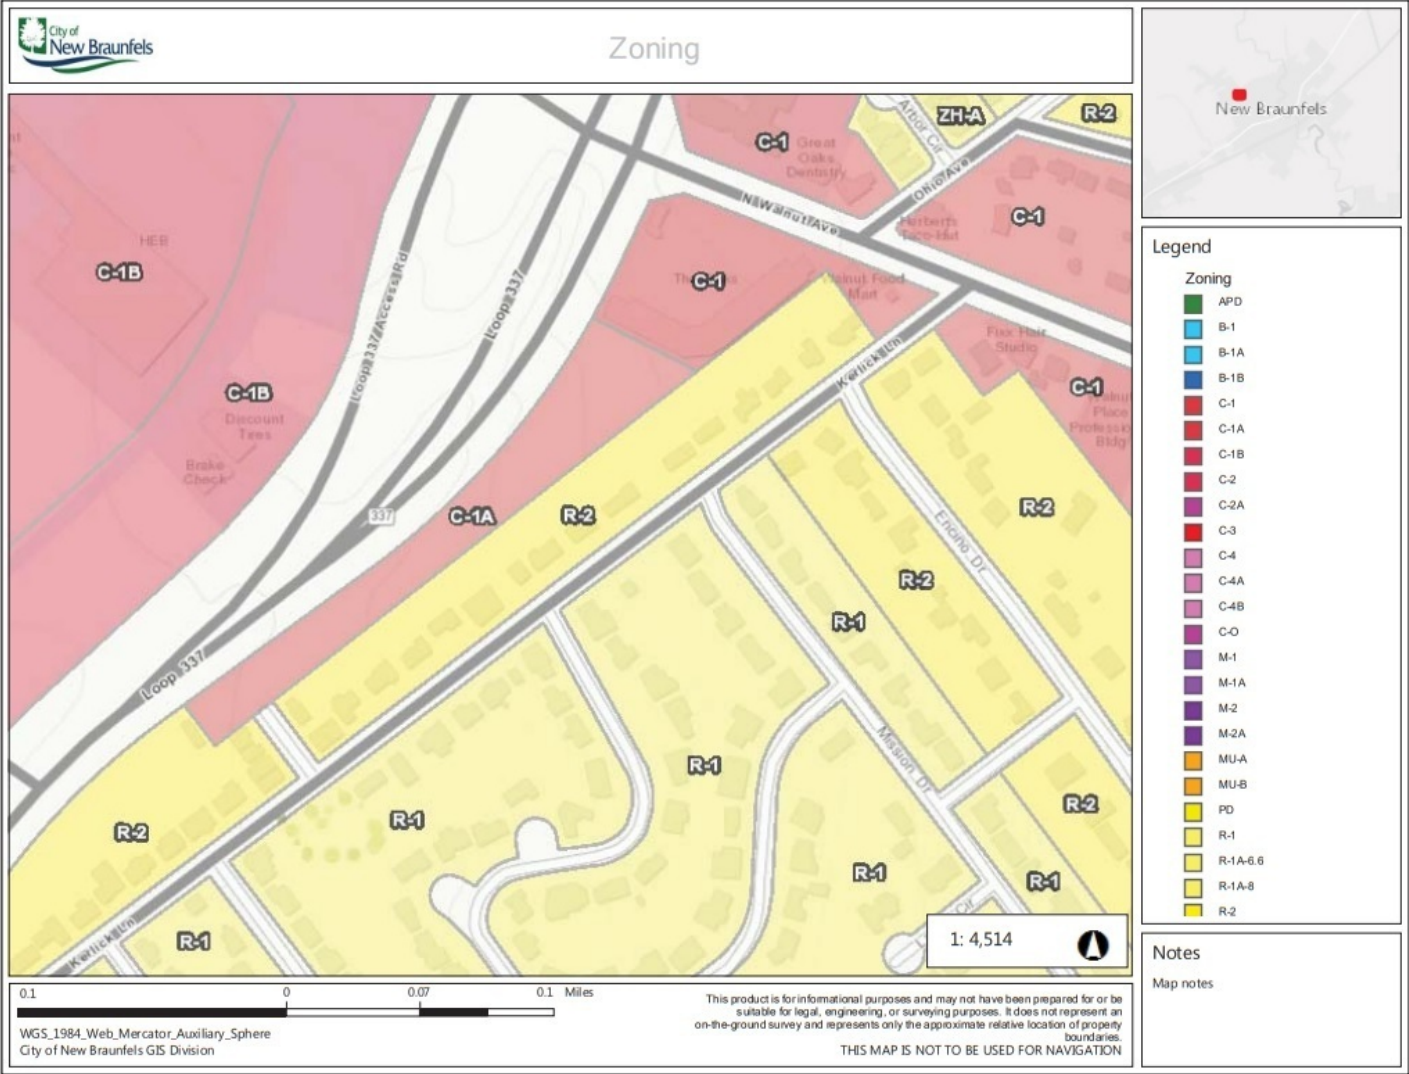 City of
New Braunfels
Zoning
New Braunfels
ZH-A
R-2
Arbor Cir
C-1
Great
Oaks
Dentistry
Ohio Ave
N Walnut Ave
Herberts
Taco Hut
C-1
HEB
C-1B
Loop 337 Access Rd
Loop 337
C-1
Walnut Food
Mart
Fixx Hair
Studio
Kerlick Ln
C-1B
Discount
Tires
Brake
Check
C-1
Walnut
Place
Professio
Bldg
337
C-1A
R-2
R-2
Encino Dr
R-2
R-1
Loop 337
Mission Dr
R-1
R-2
R-1
R-2
R-1
R-1
Cir
R-1
Kerlick Ln
1: 4,514
Legend
Zoning
APD
B-1
B-1A
B-1B
C-1
C-1A
C-1B
C-2
C-2A
C-3
C-4
C-4A
C-4B
C-O
M-1
M-1A
M-2
M-2A
MU-A
MU-B
PD
R-1
R-1A-6.6
R-1A-8
R-2
Notes
Map notes
0.1 0 0.07 0.1 Miles
WGS_1984_Web_Mercator_Auxiliary_Sphere
City of New Braunfels GIS Division
This product is for informational purposes and may not have been prepared for or be
suitable for legal, engineering, or surveying purposes. It does not represent an
on-the-ground survey and represents only the approximate relative location of property
boundaries.
THIS MAP IS NOT TO BE USED FOR NAVIGATION